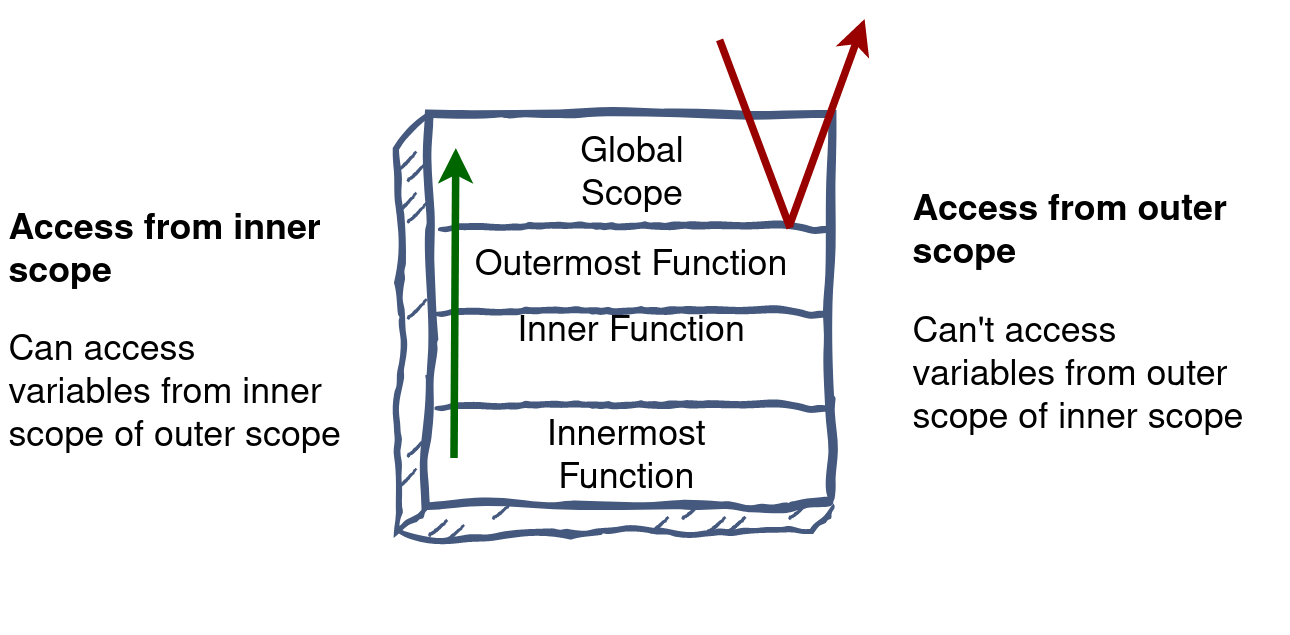 Access from inner
scope
Can access
variables from inner
scope of outer scope
Global
Scope
Outermost Function
Inner Function
Innermost
Function
Access from outer
scope
Can't access
variables from outer
scope of inner scope